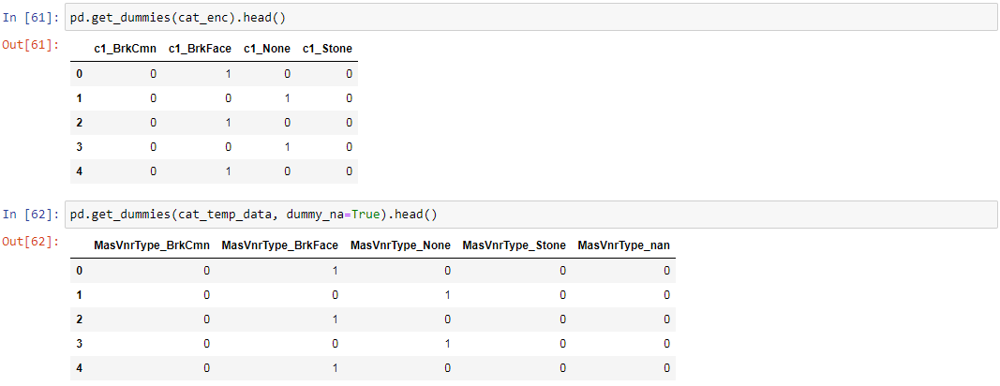 In [61]: pd.get_dummies(cat_enc).head()
Out[61]:
c1_BrkCmn c1_BrkFace c1_None c1_Stone
0 0 1 0 0
1 0 0 1 0
2 0 1 0 0
3 0 0 1 0
4 0 1 0 0
In [62]: pd.get_dummies(cat_temp_data, dummy_na=True).head()
Out[62]:
MasVnrType_BrkCmn MasVnrType_BrkFace MasVnrType_None MasVnrType_Stone MasVnrType_nan
0 0 1 0 0 0
1 0 0 1 0 0
2 0 1 0 0 0
3 0 0 1 0 0
4 0 1 0 0 0